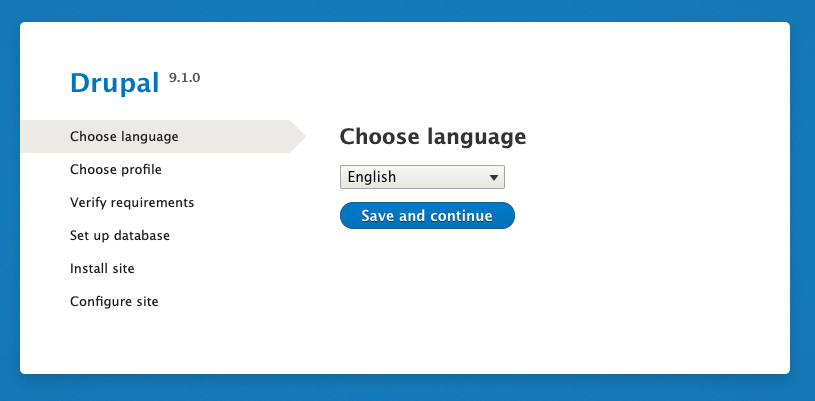 Drupal 9.1.0
Choose language
Choose profile
Verify requirements
Set up database
Install site
Configure site
Choose language
English
Save and continue